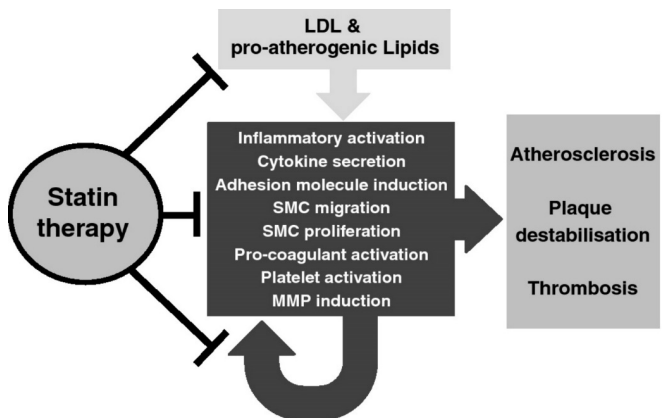 LDL &
pro-atherogenic Lipids
Statin
therapy
Inflammatory activation
Cytokine secretion
Adhesion molecule induction
SMC migration
SMC proliferation
Pro-coagulant activation
Platelet activation
MMP induction
Atherosclerosis
Plaque
destabilisation
Thrombosis